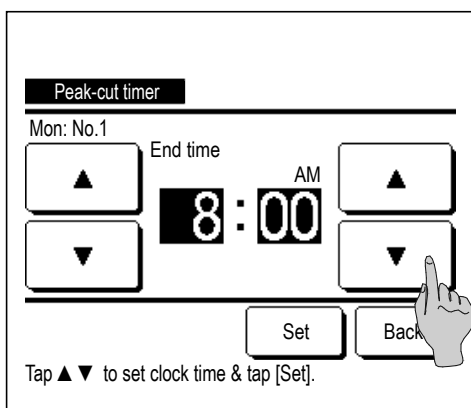 Peak-cut timer
Mon: No.1
End time
AM
▲ ▲
8:00
▼ ▼
Set Back
Tap ▲▼ to set clock time & tap [Set].